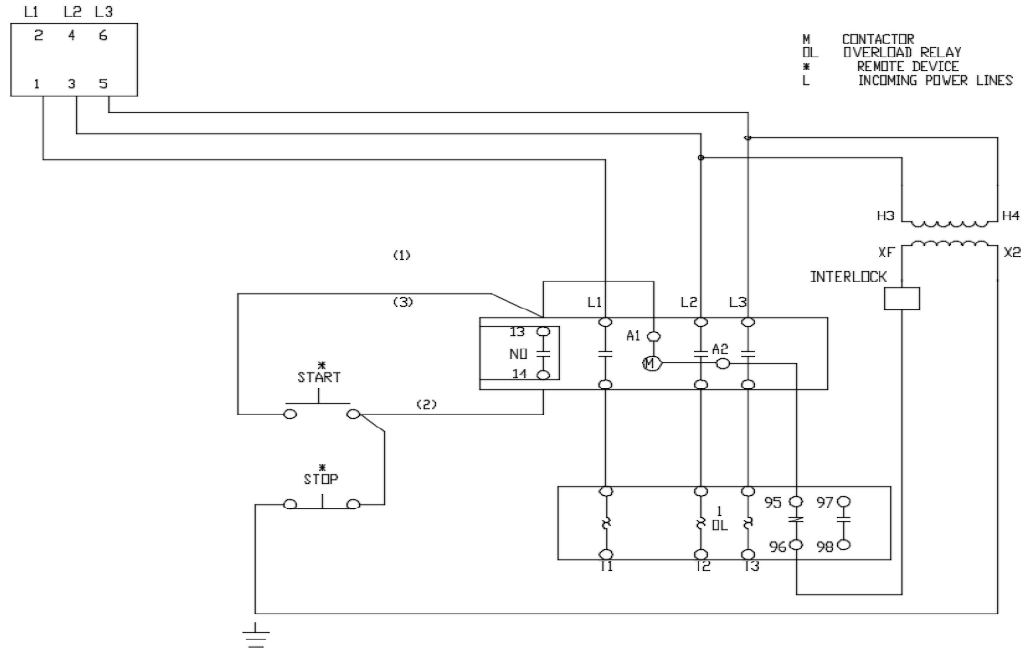 L1 L2 L3
2 4 6
1 3 5
M CONTACTOR
OL OVERLOAD RELAY
* REMOTE DEVICE
L INCOMING POWER LINES
H3 H4
XF X2
INTERLOCK
(1)
(3)
L1 L2 L3
13 A1 A2
NO M
14
*
START
(2)
*
STOP
1
OL
95 97
96 98
T1 T2 T3